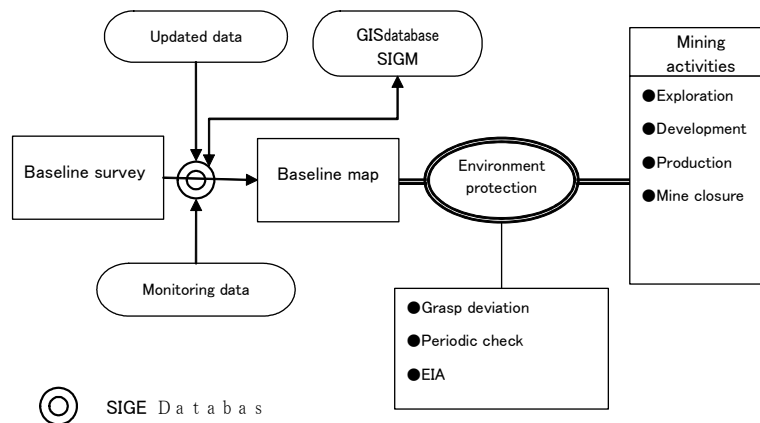 Updated data
GISdatabase
SIGM
Mining
activities
●Exploration
●Development
●Production
●Mine closure
Baseline survey
Baseline map
Environment
protection
Monitoring data
●Grasp deviation
●Periodic check
●EIA
SIGE Databas